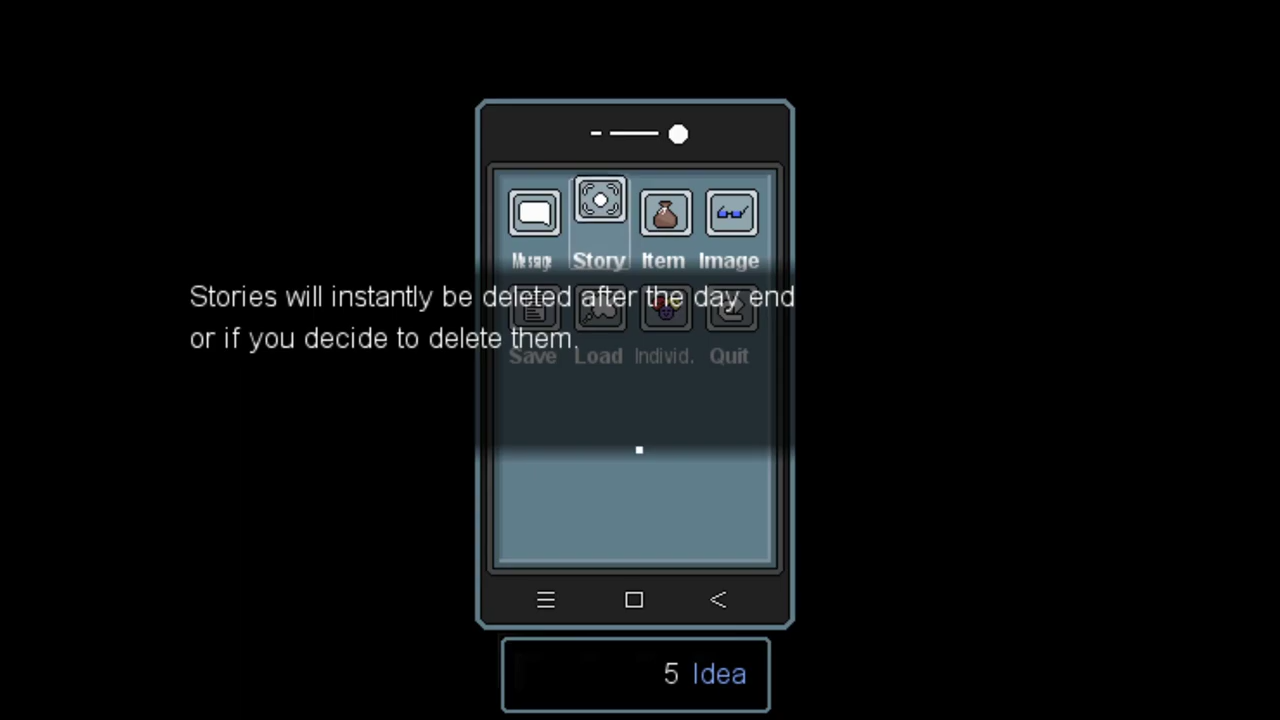 Message Story Item Image
Stories will instantly be deleted after the day end
or if you decide to delete them.
Save Load Individ. Quit
5 Idea